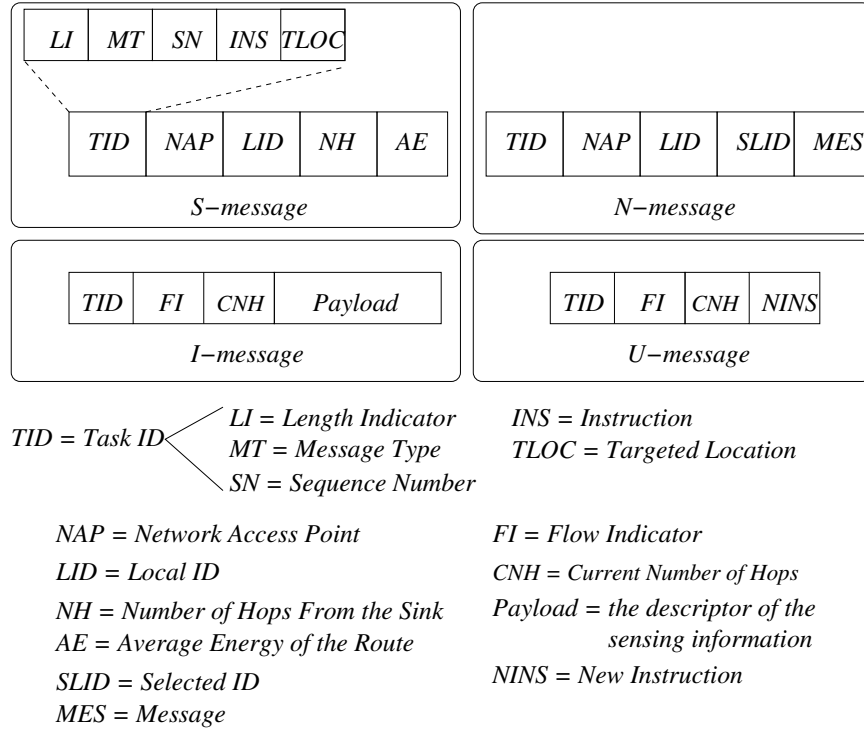 LI MT SN INS TLOC
TID NAP LID NH AE
S−message
TID NAP LID SLID MES
N−message
TID FI CNH Payload
I−message
TID FI CNH NINS
U−message
TID = Task ID
LI = Length Indicator
MT = Message Type
SN = Sequence Number
INS = Instruction
TLOC = Targeted Location
NAP = Network Access Point
LID = Local ID
NH = Number of Hops From the Sink
AE = Average Energy of the Route
SLID = Selected ID
MES = Message
FI = Flow Indicator
CNH = Current Number of Hops
Payload = the descriptor of the
sensing information
NINS = New Instruction